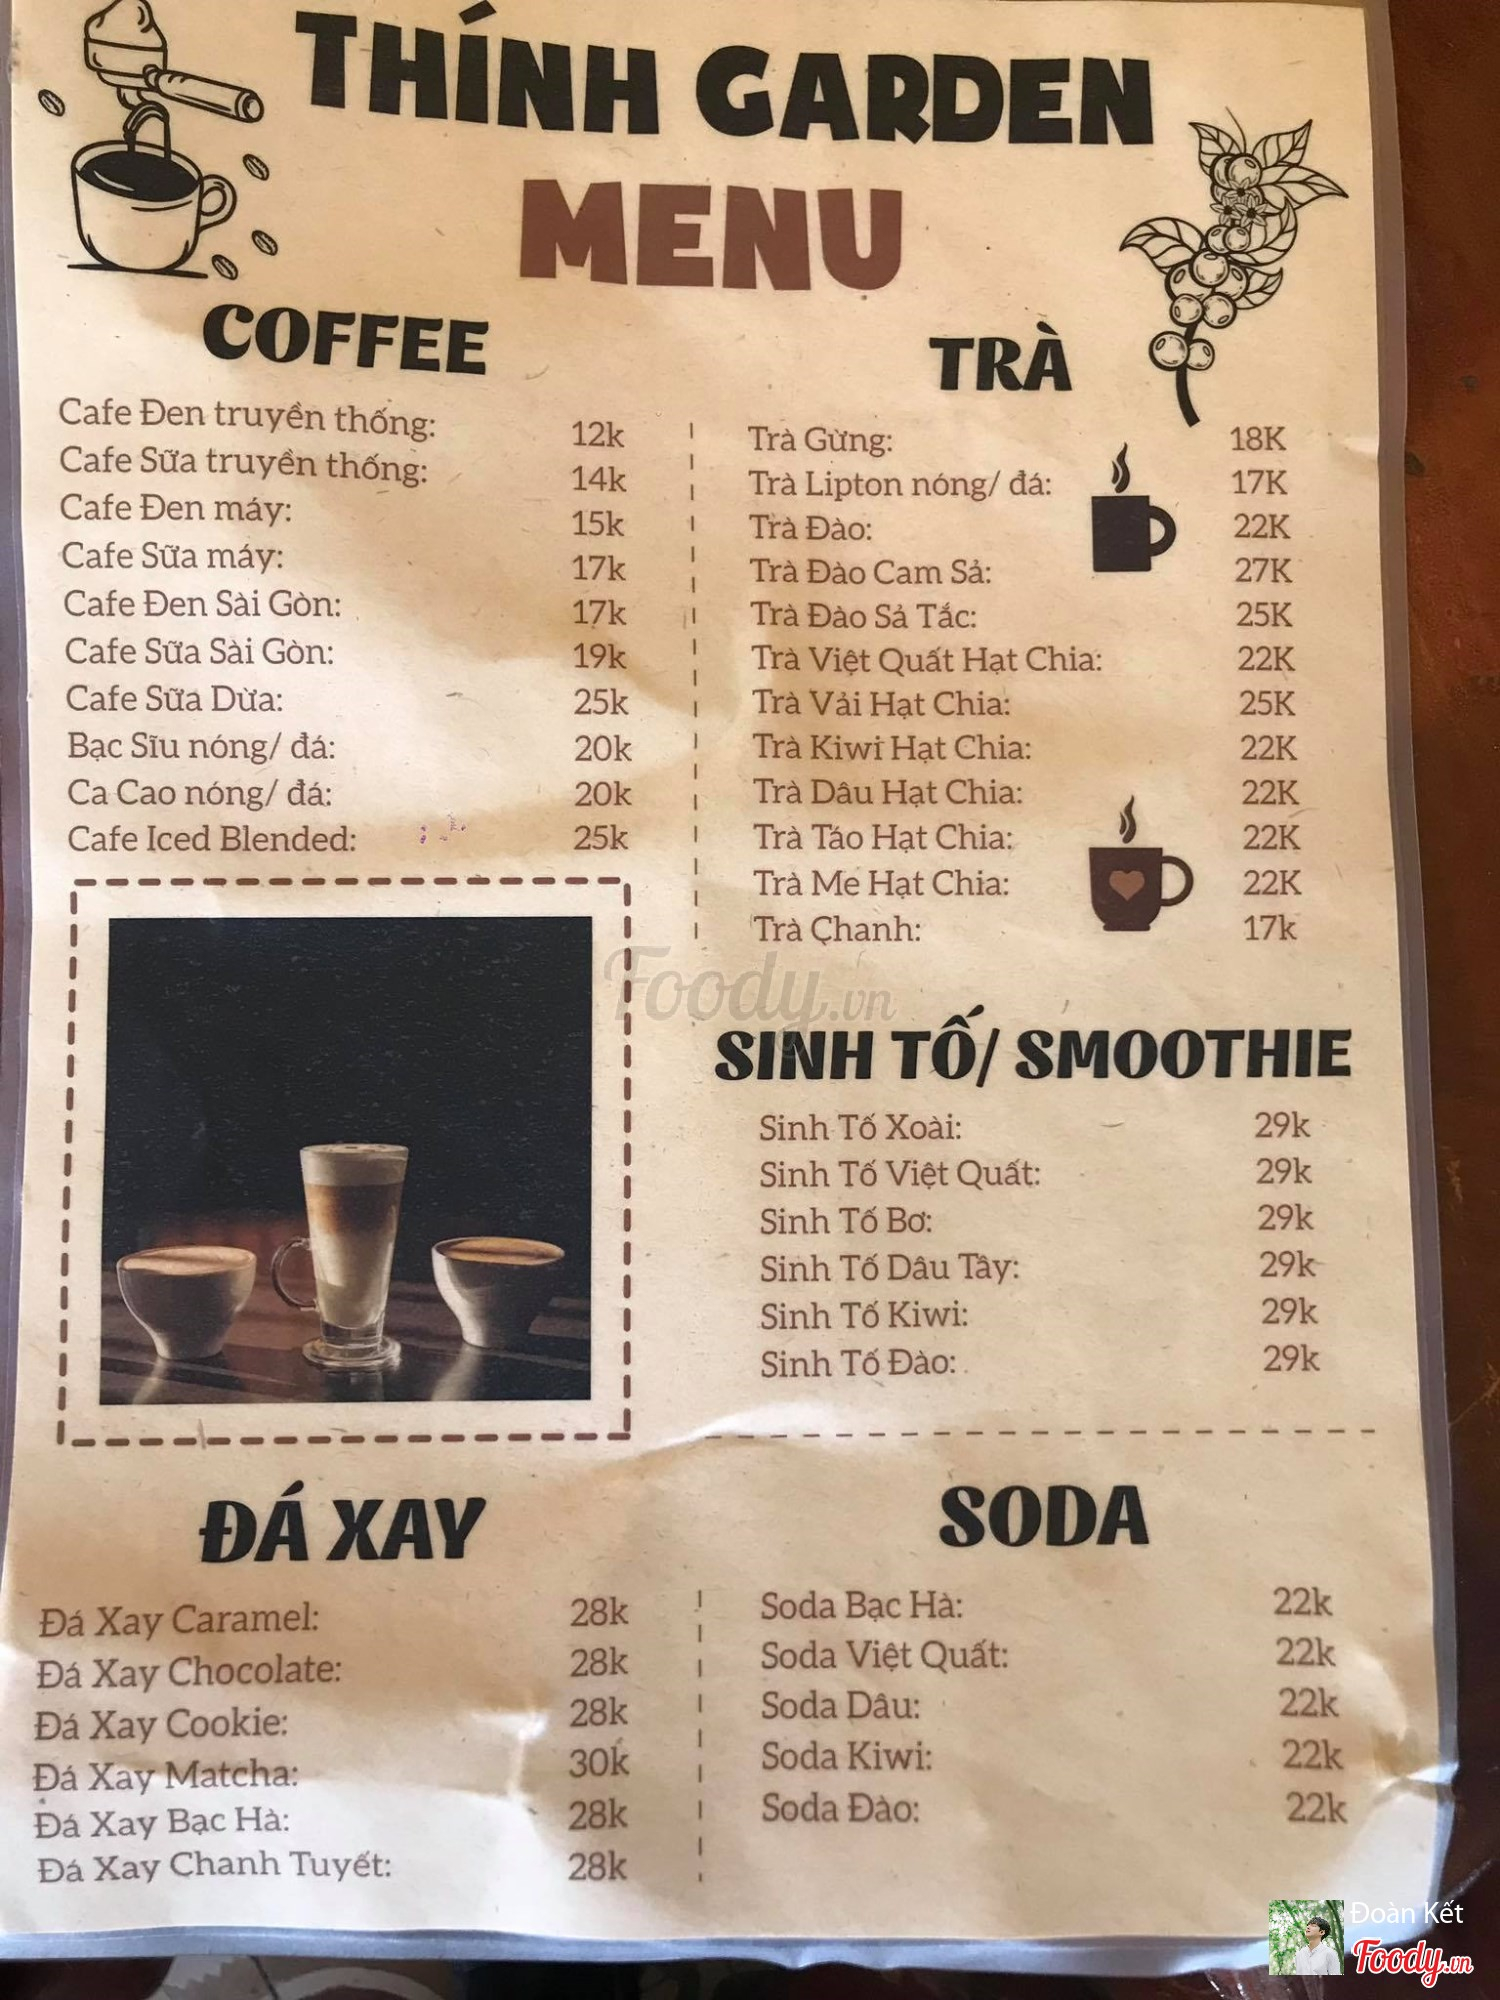 THÍNH GARDEN
MENU
COFFEE
Cafe Đen truyền thống: 12k
Cafe Sữa truyền thống: 14k
Cafe Đen máy: 15k
Cafe Sữa máy: 17k
Cafe Đen Sài Gòn: 17k
Cafe Sữa Sài Gòn: 19k
Cafe Sữa Dừa: 25k
Bạc Sĩu nóng/ đá: 20k
Ca Cao nóng/ đá: 20k
Cafe Iced Blended: 25k
TRÀ
Trà Gừng: 18K
Trà Lipton nóng/ đá: 17K
Trà Đào: 22K
Trà Đào Cam Sả: 27K
Trà Đào Sả Tắc: 25K
Trà Việt Quất Hạt Chia: 22K
Trà Vải Hạt Chia: 25K
Trà Kiwi Hạt Chia: 22K
Trà Dâu Hạt Chia: 22K
Trà Táo Hạt Chia: 22K
Trà Me Hạt Chia: 22K
Trà Chanh: 17k
Foody.vn
SINH TỐ/ SMOOTHIE
Sinh Tố Xoài: 29k
Sinh Tố Việt Quất: 29k
Sinh Tố Bơ: 29k
Sinh Tố Dâu Tây: 29k
Sinh Tố Kiwi: 29k
Sinh Tố Đào: 29k
ĐÁ XAY
Đá Xay Caramel: 28k
Đá Xay Chocolate: 28k
Đá Xay Cookie: 28k
Đá Xay Matcha: 30k
Đá Xay Bạc Hà: 28k
Đá Xay Chanh Tuyết: 28k
SODA
Soda Bạc Hà: 22k
Soda Việt Quất: 22k
Soda Dâu: 22k
Soda Kiwi: 22k
Soda Đào: 22k
Đoàn Kết
Foody.vn